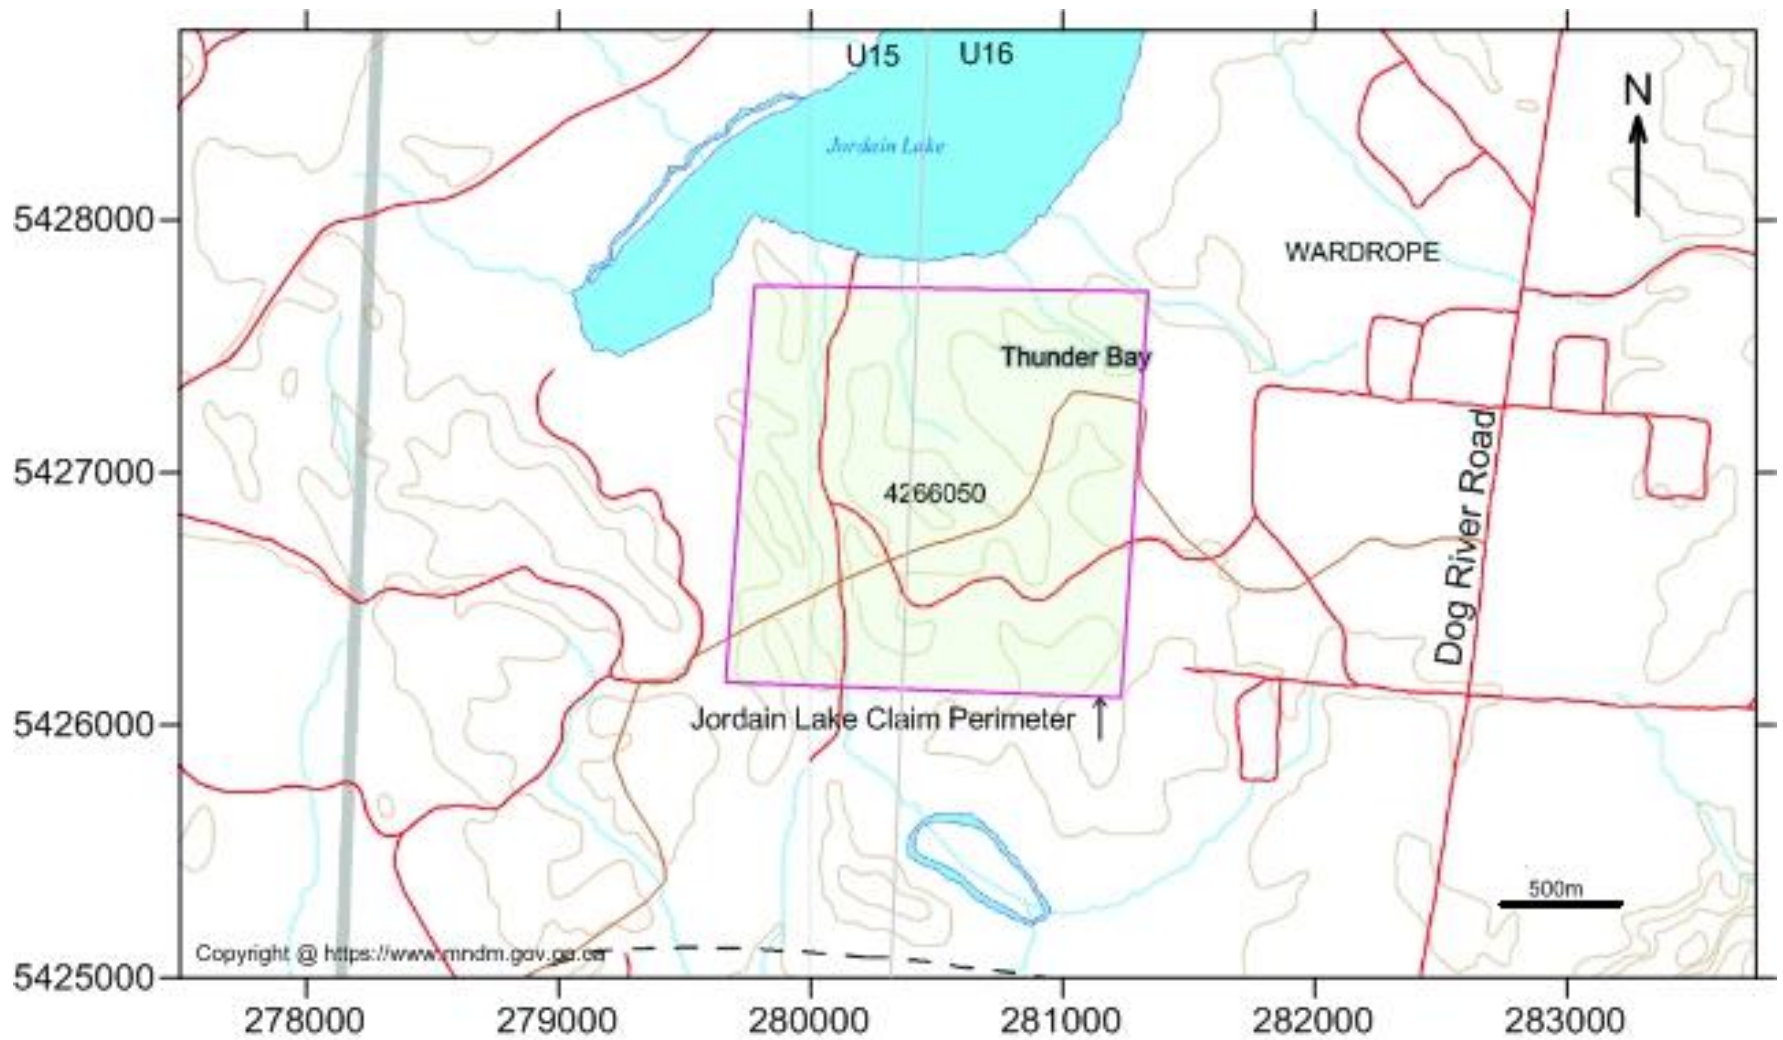 U15 U16
N
Jordain Lake
5428000
WARDROPE
Thunder Bay
5427000
4266050
Dog River Road
5426000
Jordain Lake Claim Perimeter
500m
Copyright @ https://www.mndm.gov.go.ca
5425000
278000 279000 280000 281000 282000 283000